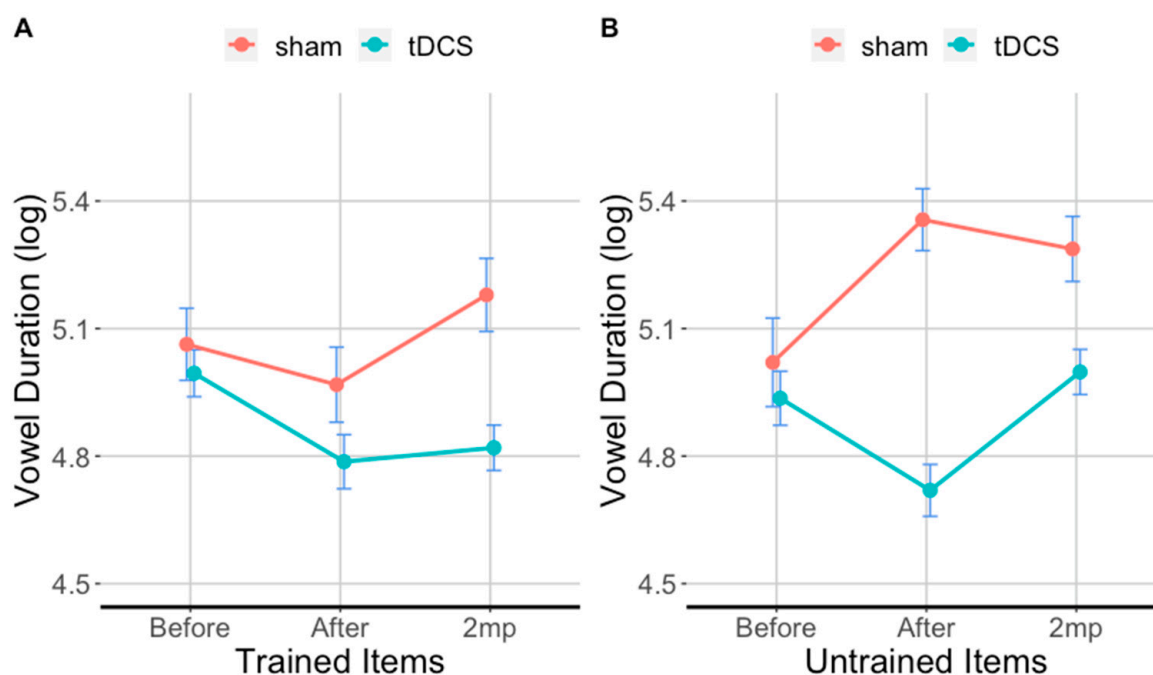 A
sham tDCS
Vowel Duration (log)
5.4
5.1
4.8
4.5
Before After 2mp
Trained Items
B
sham tDCS
Vowel Duration (log)
5.4
5.1
4.8
4.5
Before After 2mp
Untrained Items